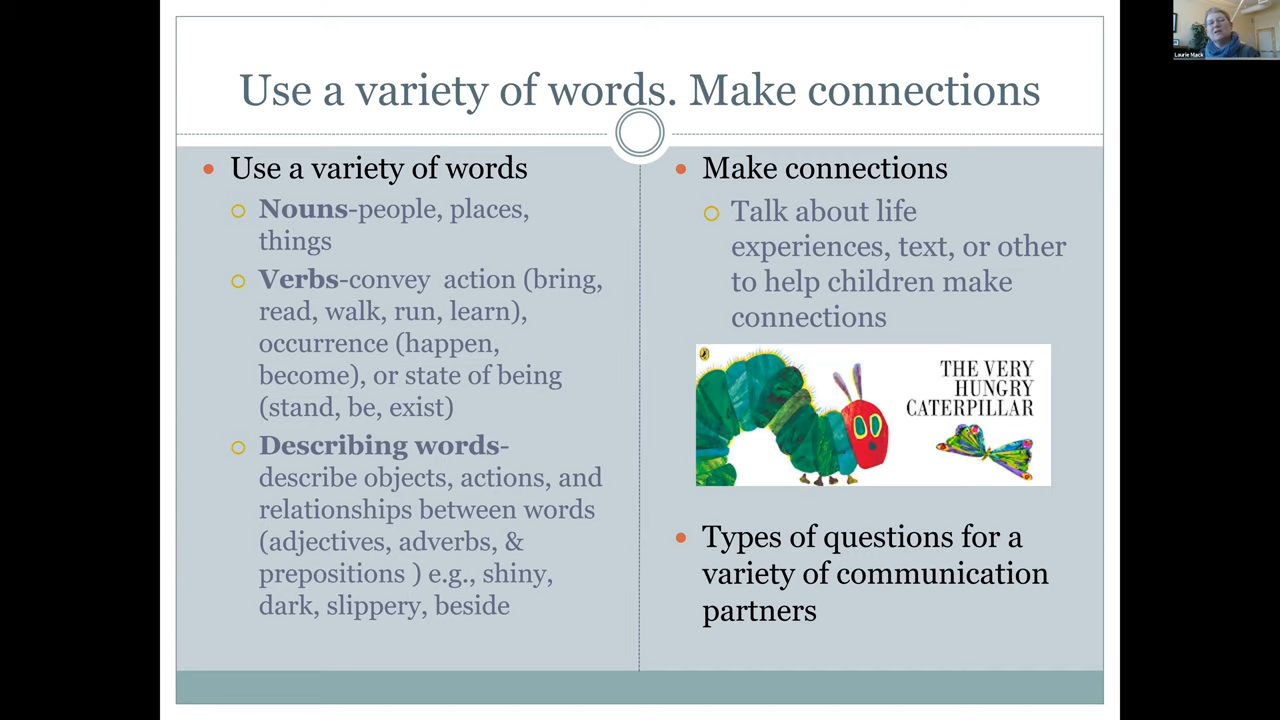 Use a variety of words. Make connections
Use a variety of words
Nouns-people, places,
things
Verbs-convey action (bring,
read, walk, run, learn),
occurrence (happen,
become), or state of being
(stand, be, exist)
Describing words-
describe objects, actions, and
relationships between words
(adjectives, adverbs, &
prepositions ) e.g., shiny,
dark, slippery, beside
Make connections
Talk about life
experiences, text, or other
to help children make
connections
THE VERY
HUNGRY
CATERPILLAR
Types of questions for a
variety of communication
partners
Laurie Mack